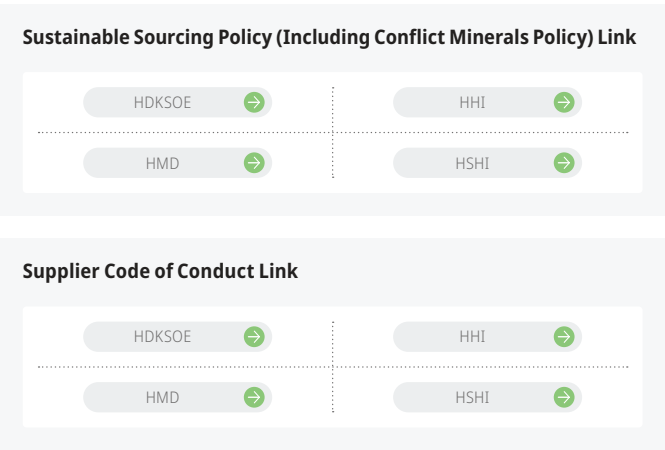 Sustainable Sourcing Policy (Including Conflict Minerals Policy) Link
HDKSOE
HHI
HMD
HSHI
Supplier Code of Conduct Link
HDKSOE
HHI
HMD
HSHI